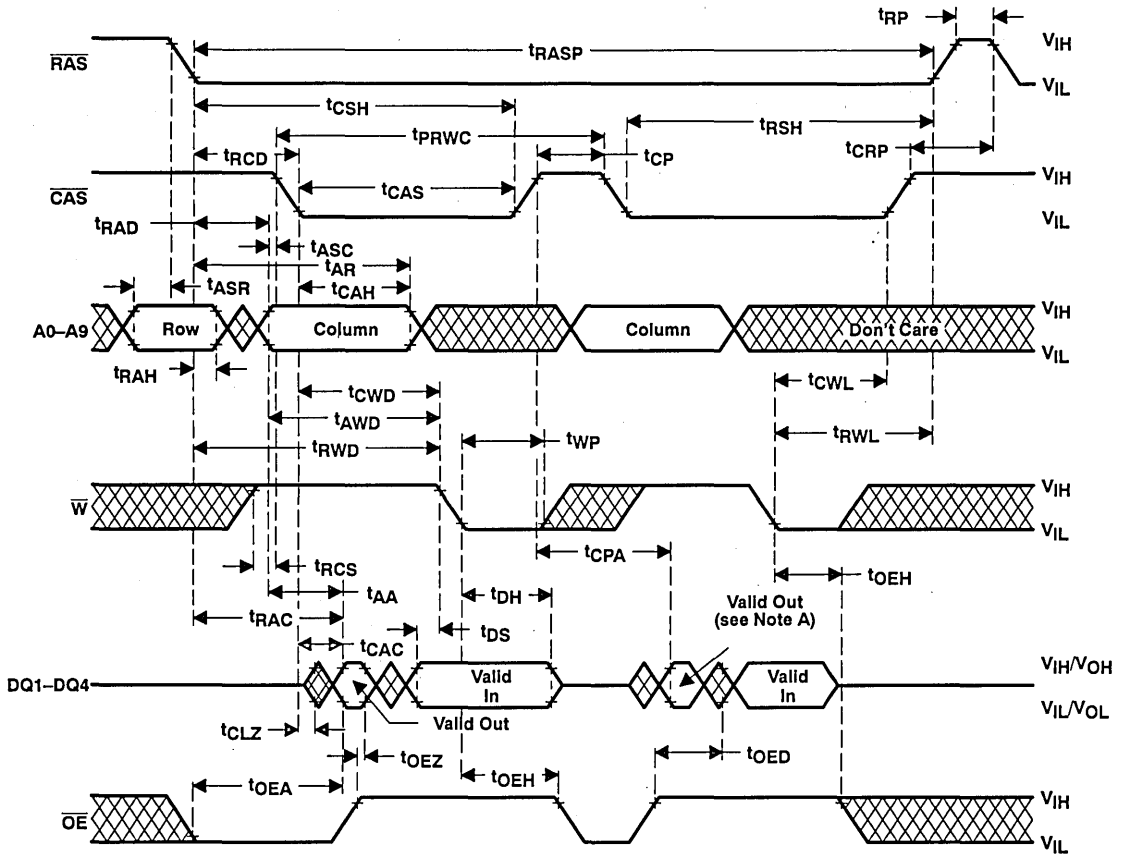 tRP
RAS
tRASP
VIH
VIL
tCSH
tPRWC
tRSH
tRCD
tCP
tCRP
CAS
tCAS
VIH
VIL
tRAD
tASC
tAR
tASR
tCAH
A0–A9
Row
Column
Column
Don't Care
VIH
VIL
tRAH
tCWD
tCWL
tAWD
tRWD
tWP
tRWL
W
VIH
VIL
tRCS
tCPA
tOEH
tAA
tDH
Valid Out
(see Note A)
tRAC
tDS
tCAC
DQ1–DQ4
Valid
In
Valid
In
VIH/VOH
VIL/VOL
tCLZ
Valid Out
tOEZ
tOED
tOEA
tOEH
OE
VIH
VIL